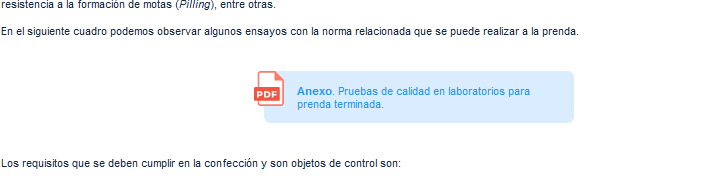 resistencia a la formación de motas (Pilling), entre otras.
En el siguiente cuadro podemos observar algunos ensayos con la norma relacionada que se puede realizar a la prenda.
PDF
Anexo. Pruebas de calidad en laboratorios para
prenda terminada.
Los requisitos que se deben cumplir en la confección y son objetos de control son: